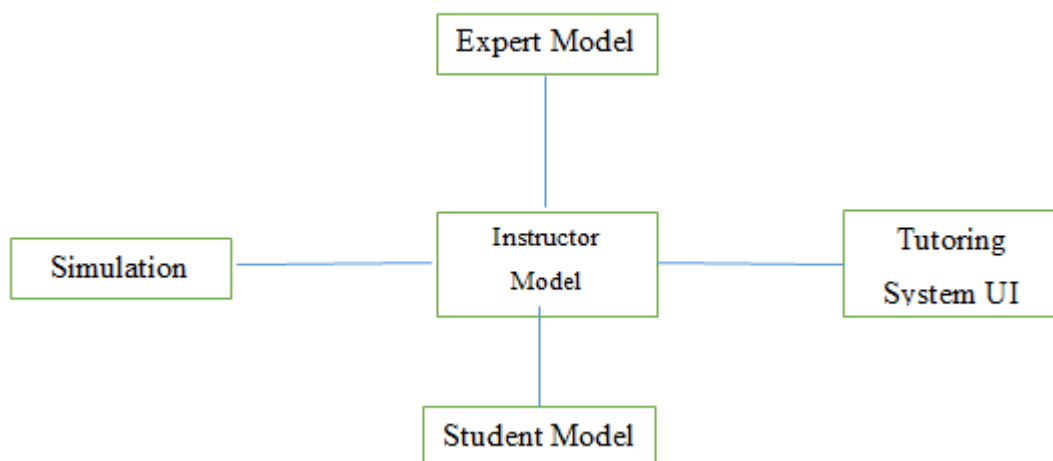 Expert Model
Instructor
Model
Simulation
Tutoring
System UI
Student Model